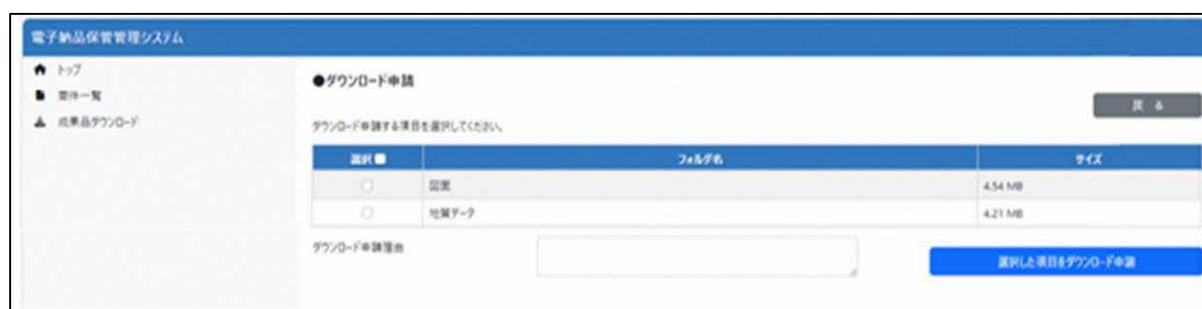 電子納品保管管理システム
トップ
案件一覧
成果品ダウンロード
●ダウンロード申請
戻る
ダウンロード申請する項目を選択してください。
選択 フォルダ名 サイズ
図面 4.54 MB
地質データ 4.21 MB
ダウンロード申請理由
選択した項目をダウンロード申請